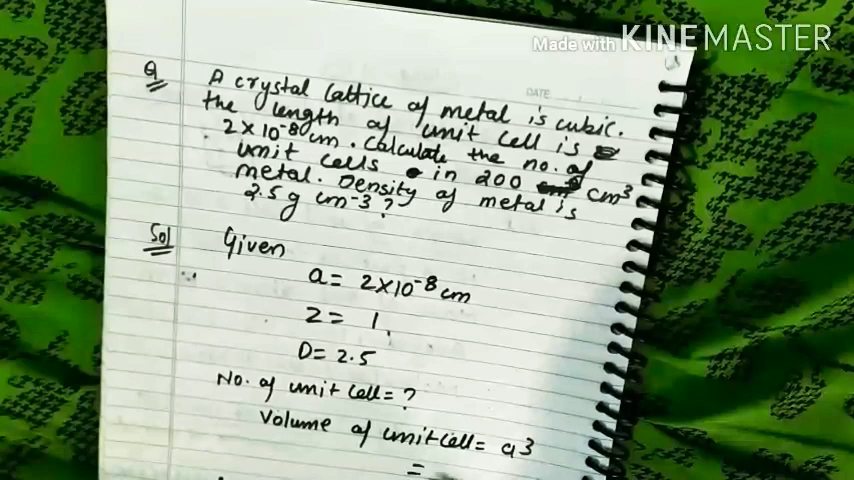 Made with KINEMASTER
DATE
Q A crystal lattice of metal is cubic.
the length of unit cell is
2×10⁻⁸ cm. Calculate the no. of
unit cells in 200 cm³
metal. Density of metal is
2.5 g cm⁻³?
Sol Given
a = 2×10⁻⁸ cm
Z = 1
D = 2.5
No. of unit cell = ?
Volume of unit cell = a³
=